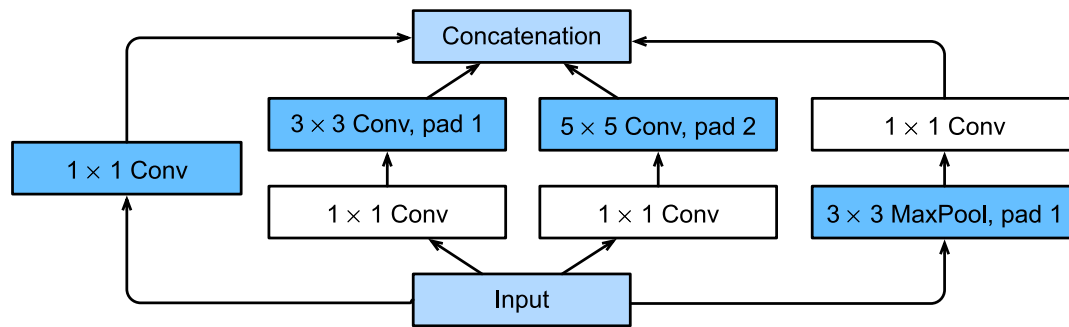 Concatenation
3 × 3 Conv, pad 1
5 × 5 Conv, pad 2
1 × 1 Conv
1 × 1 Conv
1 × 1 Conv
1 × 1 Conv
3 × 3 MaxPool, pad 1
Input